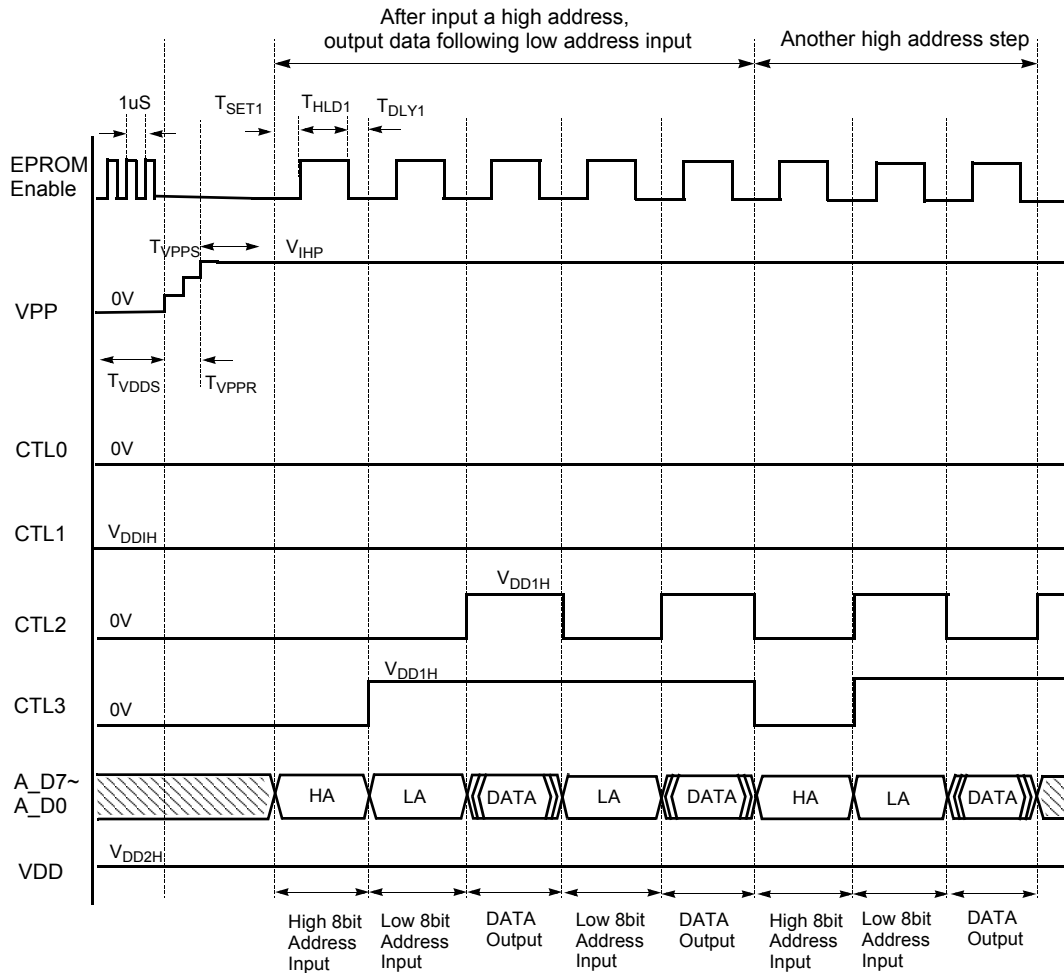 After input a high address,
output data following low address input
Another high address step
1uS
TSET1
THLD1
TDLY1
EPROM
Enable
TVPPS
VIHP
VPP
0V
TVDDS
TVPPR
CTL0
0V
CTL1
VDDIH
CTL2
0V
VDD1H
CTL3
0V
VDD1H
A_D7~
A_D0
HA
LA
DATA
LA
DATA
HA
LA
DATA
VDD
VDD2H
High 8bit
Address
Input
Low 8bit
Address
Input
DATA
Output
Low 8bit
Address
Input
DATA
Output
High 8bit
Address
Input
Low 8bit
Address
Input
DATA
Output